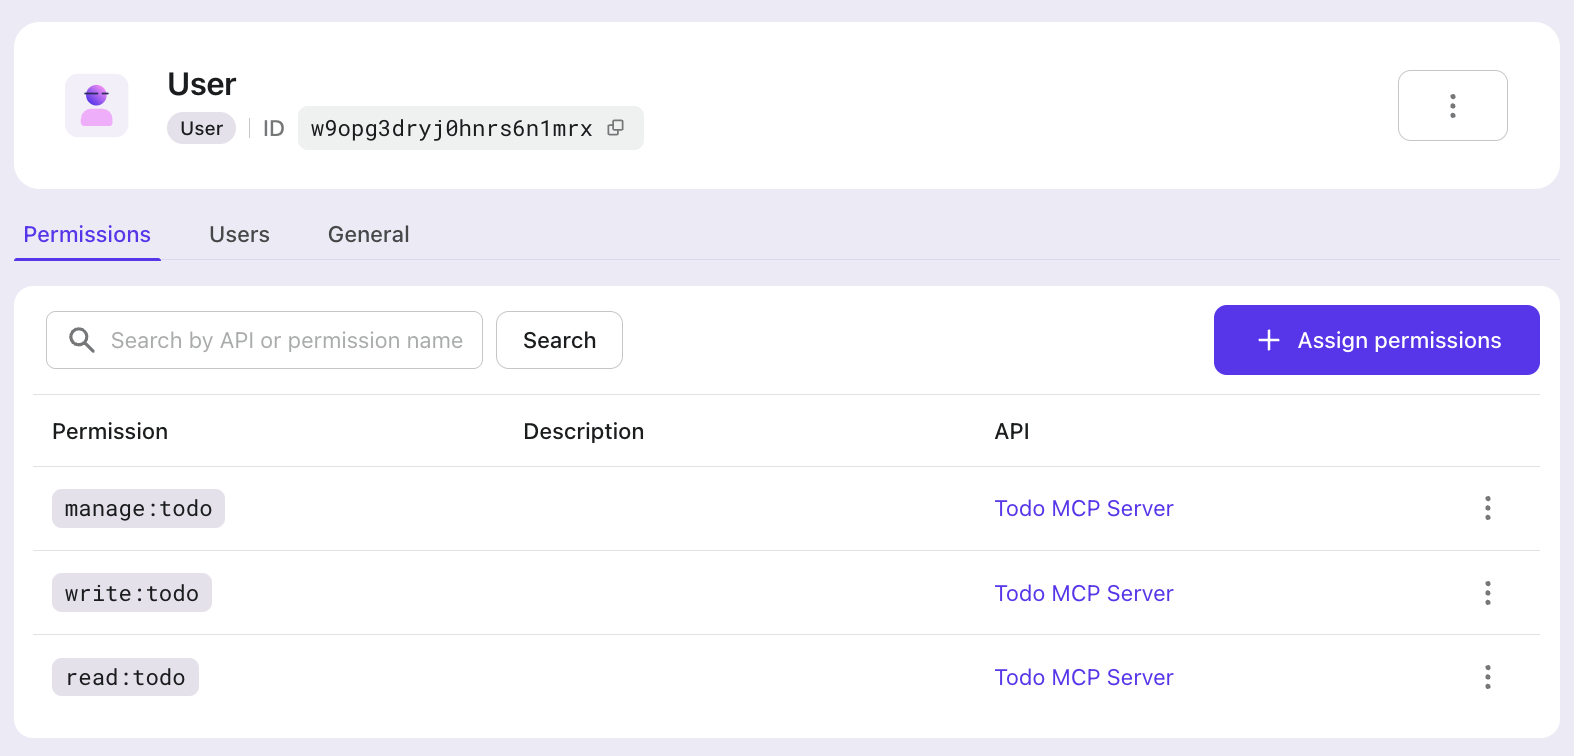 User
User ID w9opg3dryj0hnrs6n1mrx
Permissions Users General
Search by API or permission name Search Assign permissions
Permission Description API
manage:todo Todo MCP Server
write:todo Todo MCP Server
read:todo Todo MCP Server